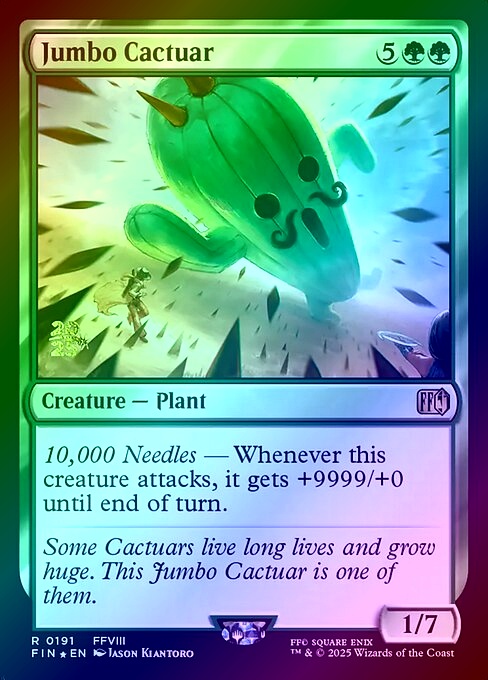 Jumbo Cactuar 5
Creature — Plant
FF
10,000 Needles — Whenever this
creature attacks, it gets +9999/+0
until end of turn.
Some Cactuars live long lives and grow
huge. This Jumbo Cactuar is one of
them.
1/7
R 0191 FFVIII
FIN ★ EN Jason Kiantoro
FF© SQUARE ENIX
™ & © 2025 Wizards of the Coast